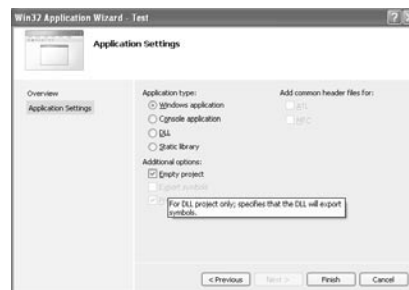 Win32 Application Wizard - Test
Application Settings
Overview
Application Settings
Application type:
Windows application
Console application
DLL
Static library
Additional options:
Empty project
Export symbols
For DLL project only; specifies that the DLL will export
symbols.
Add common header files for:
ATL
MFC
< Previous
Next >
Finish
Cancel